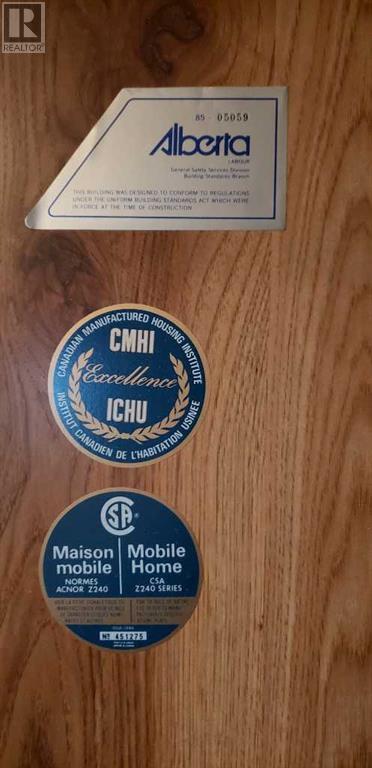 REALTOR®
85 - 05059
Alberta
LABOUR
General Safety Services Division
Building Standards Branch
THIS BUILDING WAS DESIGNED TO CONFORM TO REGULATIONS
UNDER THE UNIFORM BUILDING STANDARDS ACT WHICH WERE
IN FORCE AT THE TIME OF CONSTRUCTION
CANADIAN MANUFACTURED HOUSING INSTITUTE
CMHI
Excellence
ICHU
INSTITUT CANADIEN DE L'HABITATION USINEE
CSA
Maison mobile
NORMES
ACNOR Z240
Mobile Home
CSA
Z240 SERIES
Nº 451275